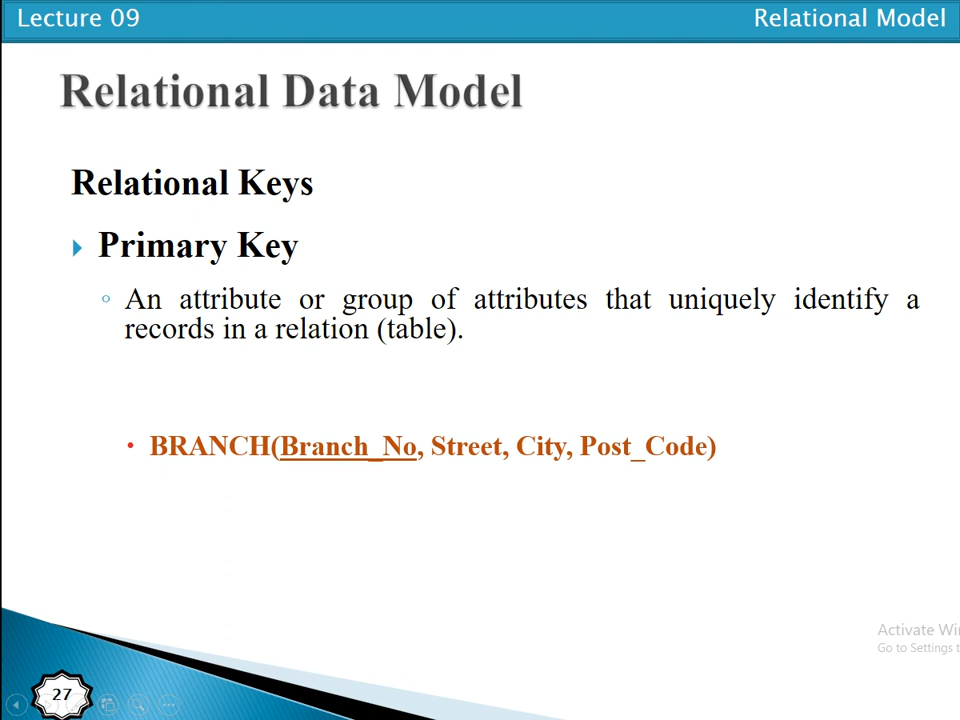 Lecture 09
Relational Model
Relational Data Model
Relational Keys
Primary Key
An attribute or group of attributes that uniquely identify a
records in a relation (table).
BRANCH(Branch_No, Street, City, Post_Code)
Activate Wi
Go to Settings t
27